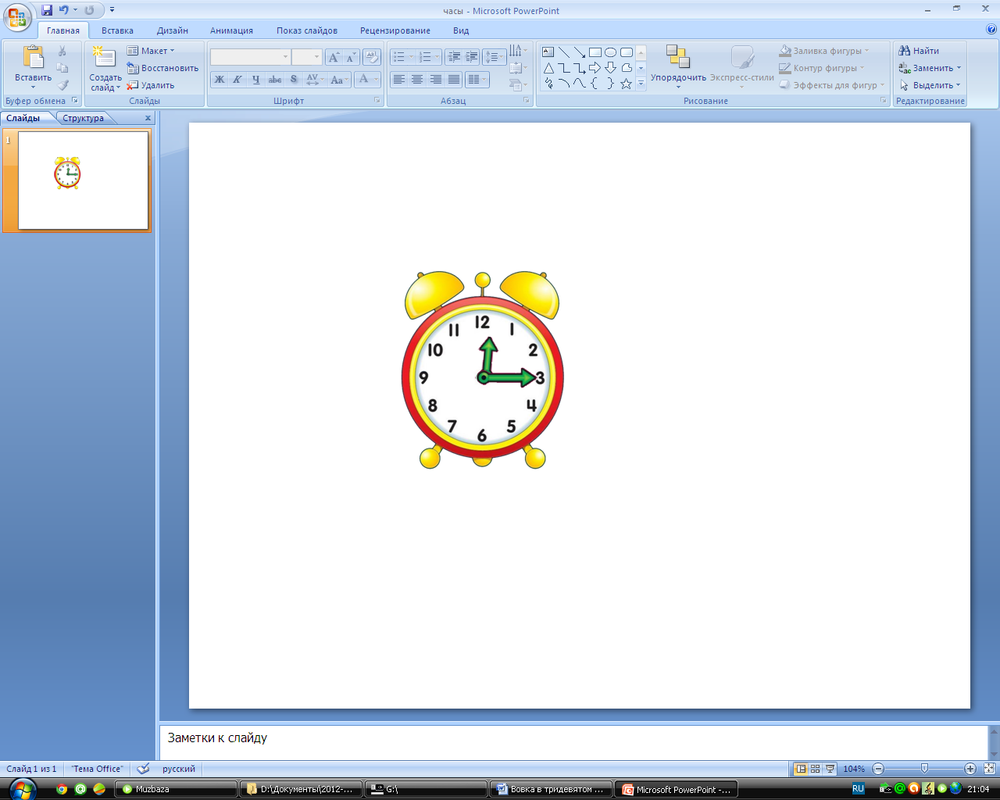 часы - Microsoft PowerPoint
Главная Вставка Дизайн Анимация Показ слайдов Рецензирование Вид
Вставить
Буфер обмена
Создать слайд
Макет
Восстановить
Удалить
Слайды
Ж К Ч abc S AV Aa A
Шрифт
Абзац
Упорядочить
Экспресс-стили
Заливка фигуры
Контур фигуры
Эффекты для фигур
Рисование
Найти
Заменить
Выделить
Редактирование
Слайды Структура x
1
12
11 1
10 2
9 3
8 4
7 5
6
Заметки к слайду
Слайд 1 из 1 "Тема Office" русский 104%
Muzbaza D:\Документы\2012-... G:\ Вовка в тридевятом ... Microsoft PowerPoint -... RU 21:04